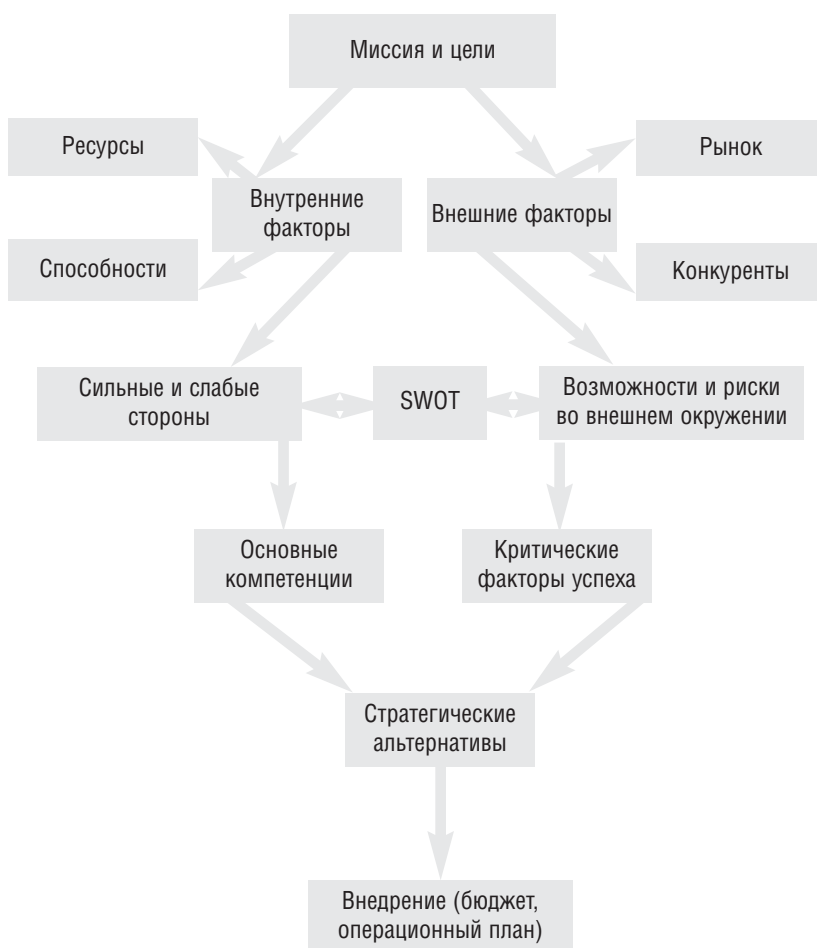 Миссия и цели
Ресурсы
Рынок
Внутренние
факторы
Внешние факторы
Способности
Конкуренты
Сильные и слабые
стороны
SWOT
Возможности и риски
во внешнем окружении
Основные
компетенции
Критические
факторы успеха
Стратегические
альтернативы
Внедрение (бюджет,
операционный план)